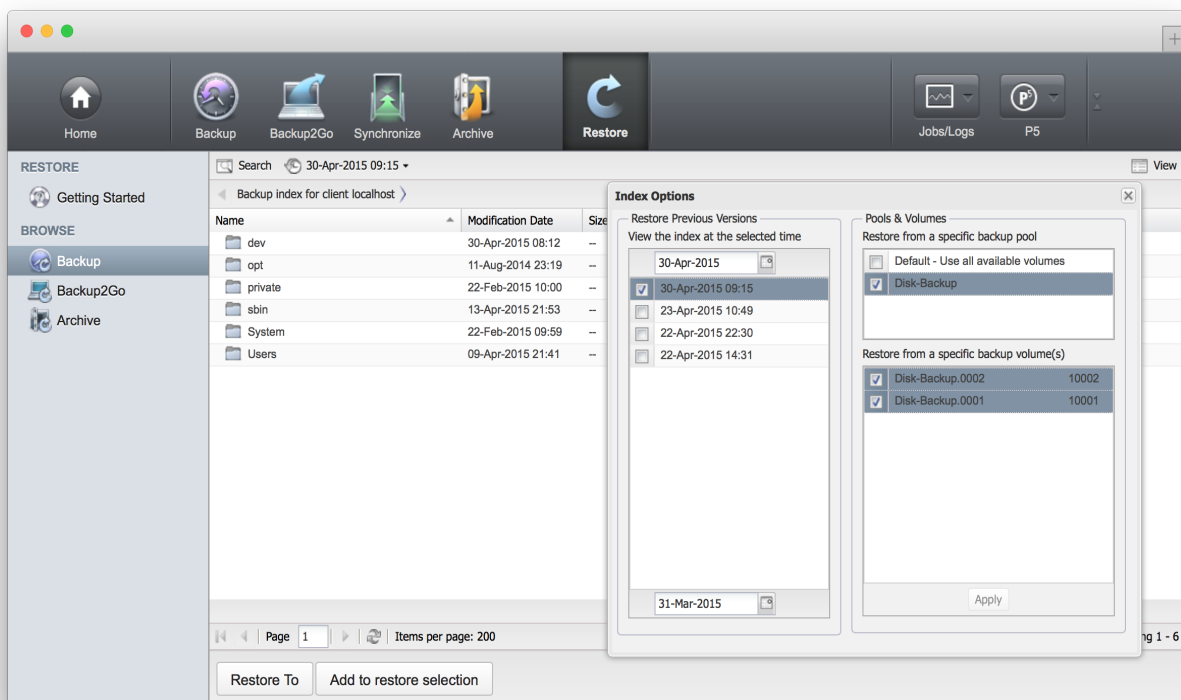 Home
Backup
Backup2Go
Synchronize
Archive
Restore
Jobs/Logs
P5
P5
RESTORE
Getting Started
BROWSE
Backup
Backup2Go
Archive
Search
30-Apr-2015 09:15
View
Backup index for client localhost
Name Modification Date Size
dev 30-Apr-2015 08:12 --
opt 11-Aug-2014 23:19 --
private 22-Feb-2015 10:00 --
sbin 13-Apr-2015 21:53 --
System 22-Feb-2015 09:59 --
Users 09-Apr-2015 21:41 --
Index Options
Restore Previous Versions
View the index at the selected time
30-Apr-2015
30-Apr-2015 09:15
23-Apr-2015 10:49
22-Apr-2015 22:30
22-Apr-2015 14:31
31-Mar-2015
Pools & Volumes
Restore from a specific backup pool
Default - Use all available volumes
Disk-Backup
Restore from a specific backup volume(s)
Disk-Backup.0002 10002
Disk-Backup.0001 10001
Apply
Page 1
Items per page: 200
ng 1 - 6
Restore To
Add to restore selection